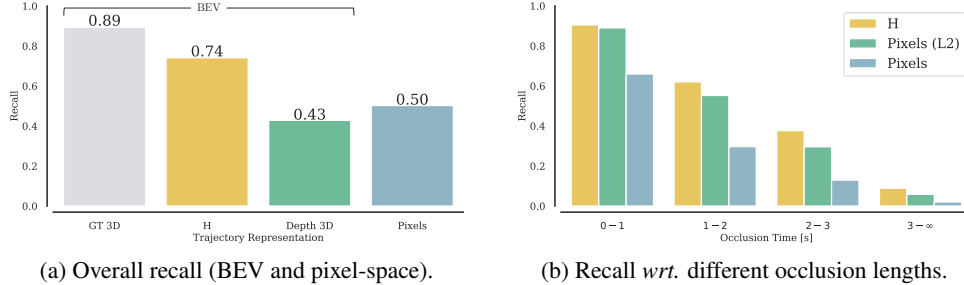 BEV
1.0
0.8
0.6
0.4
0.2
0.0
Recall
0.89
0.74
0.43
0.50
GT 3D
H
Depth 3D
Pixels
Trajectory Representation
(a) Overall recall (BEV and pixel-space).
1.0
0.8
0.6
0.4
0.2
0.0
Recall
H
Pixels (L2)
Pixels
0 − 1
1 − 2
2 − 3
3 − ∞
Occlusion Time [s]
(b) Recall wrt. different occlusion lengths.